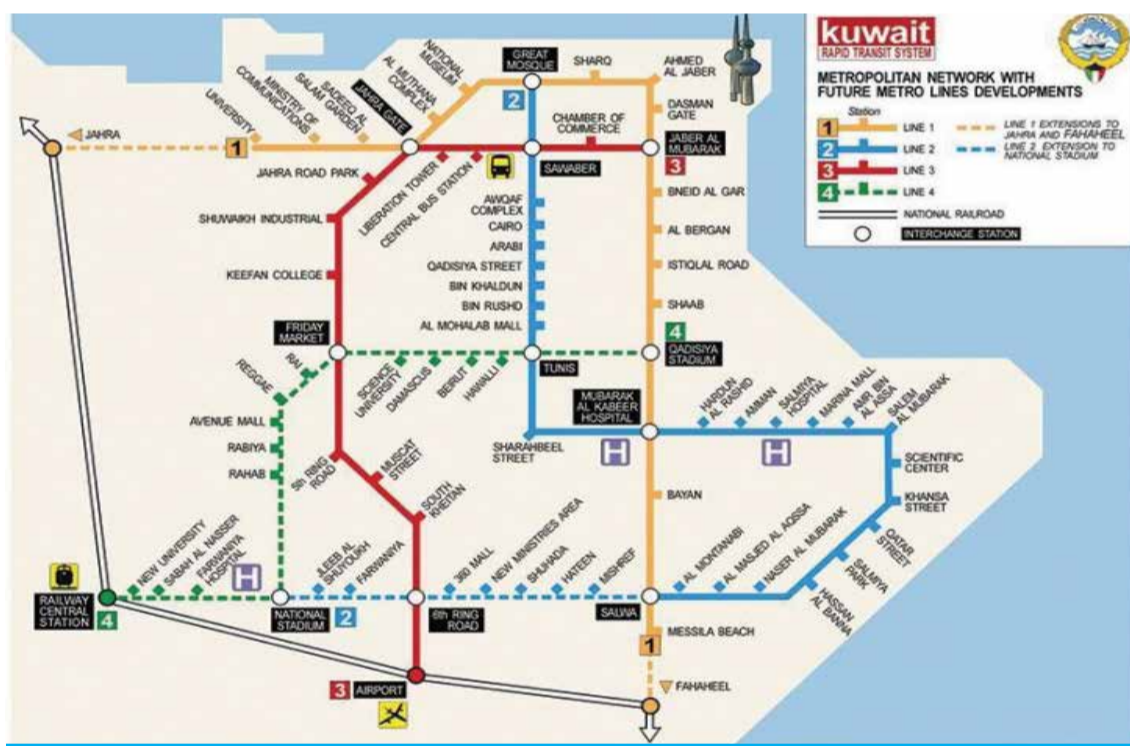 kuwait
RAPID TRANSIT SYSTEM
METROPOLITAN NETWORK WITH
FUTURE METRO LINES DEVELOPMENTS
Station
1 LINE 1
2 LINE 2
3 LINE 3
4 LINE 4
LINE 1 EXTENSIONS TO
JAHRA AND FAHAHEEL
LINE 2 EXTENSION TO
NATIONAL STADIUM
NATIONAL RAILROAD
INTERCHANGE STATION
JAHRA
1
UNIVERSITY
MINISTRY OF
COMMUNICATIONS
SADEEQ AL
SALAM GARDEN
JAHRA GATE
AL MUTHANA
COMPLEX
NATIONAL
MUSEUM
GREAT
MOSQUE
2
SHARQ
AHMED
AL JABER
DASMAN
GATE
CHAMBER OF
COMMERCE
JABER AL
MUBARAK
3
SAWABER
JAHRA ROAD PARK
LIBERATION TOWER
CENTRAL BUS STATION
SHUWAIKH INDUSTRIAL
KEEFAN COLLEGE
AWQAF
COMPLEX
CAIRO
ARABI
QADISIYA STREET
BIN KHALDUN
BIN RUSHD
AL MOHALAB MALL
BNEID AL GAR
AL BERGAN
ISTIQLAL ROAD
SHAAB
4
QADISIYA
STADIUM
FRIDAY
MARKET
RAI
REGGAE
AVENUE MALL
RABIYA
RAHAB
SCIENCE
UNIVERSITY
DAMASCUS
BEIRUT
HAWALLI
TUNIS
MUBARAK
AL KABEER
HOSPITAL
H
SHARAHBEEL
STREET
HARDUN
AL RASHID
AMMAN
SALMIYA
HOSPITAL
H
MARINA MALL
AMR BIN
AL ASSA
SALEM
AL MUBARAK
SCIENTIFIC
CENTER
KHANSA
STREET
QATAR
STREET
SALMIYA
PARK
HASSAN
AL BANNA
5th RING
ROAD
MUSCAT
STREET
SOUTH
KHEITAN
BAYAN
NEW UNIVERSITY
SABAH AL NASSER
FARWANIYA
HOSPITAL
H
JLEEB AL
SHUYOUKH
FARWANIYA
360 MALL
NEW MINISTRIES AREA
SHUHADA
HATEEN
MISHREF
AL MONTANABI
AL MASJED AL AQSSA
NASER AL MUBARAK
RAILWAY
CENTRAL
STATION
4
NATIONAL
STADIUM
2
6th RING
ROAD
SALWA
MESSILA BEACH
1
3 AIRPORT
FAHAHEEL